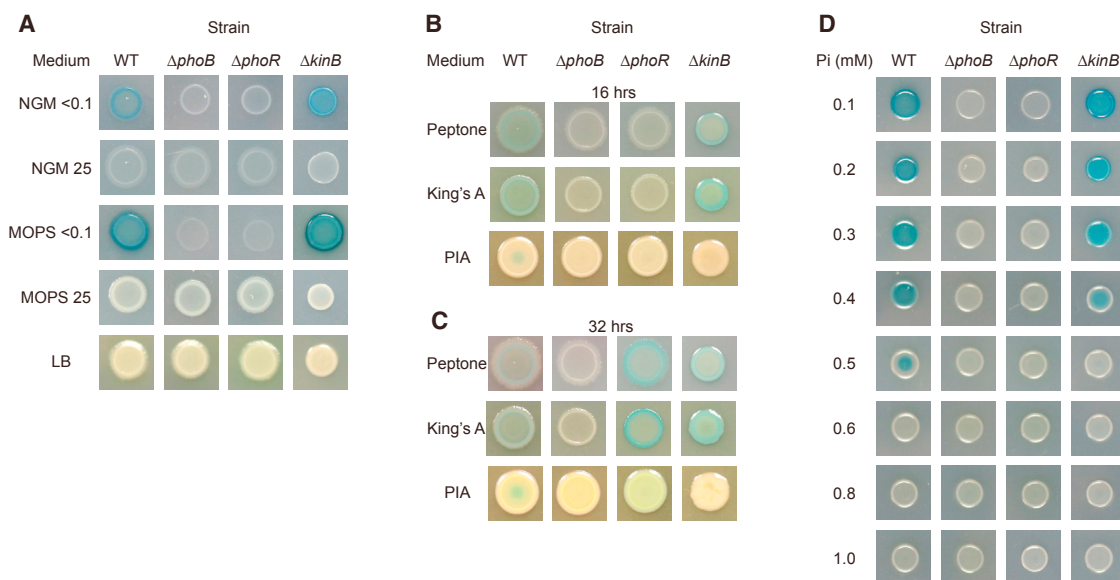 A
Strain
Medium WT ΔphoB ΔphoR ΔkinB
NGM <0.1
NGM 25
MOPS <0.1
MOPS 25
LB
B
Strain
Medium WT ΔphoB ΔphoR ΔkinB
16 hrs
Peptone
King's A
PIA
C
32 hrs
Peptone
King's A
PIA
D
Strain
Pi (mM) WT ΔphoB ΔphoR ΔkinB
0.1
0.2
0.3
0.4
0.5
0.6
0.8
1.0